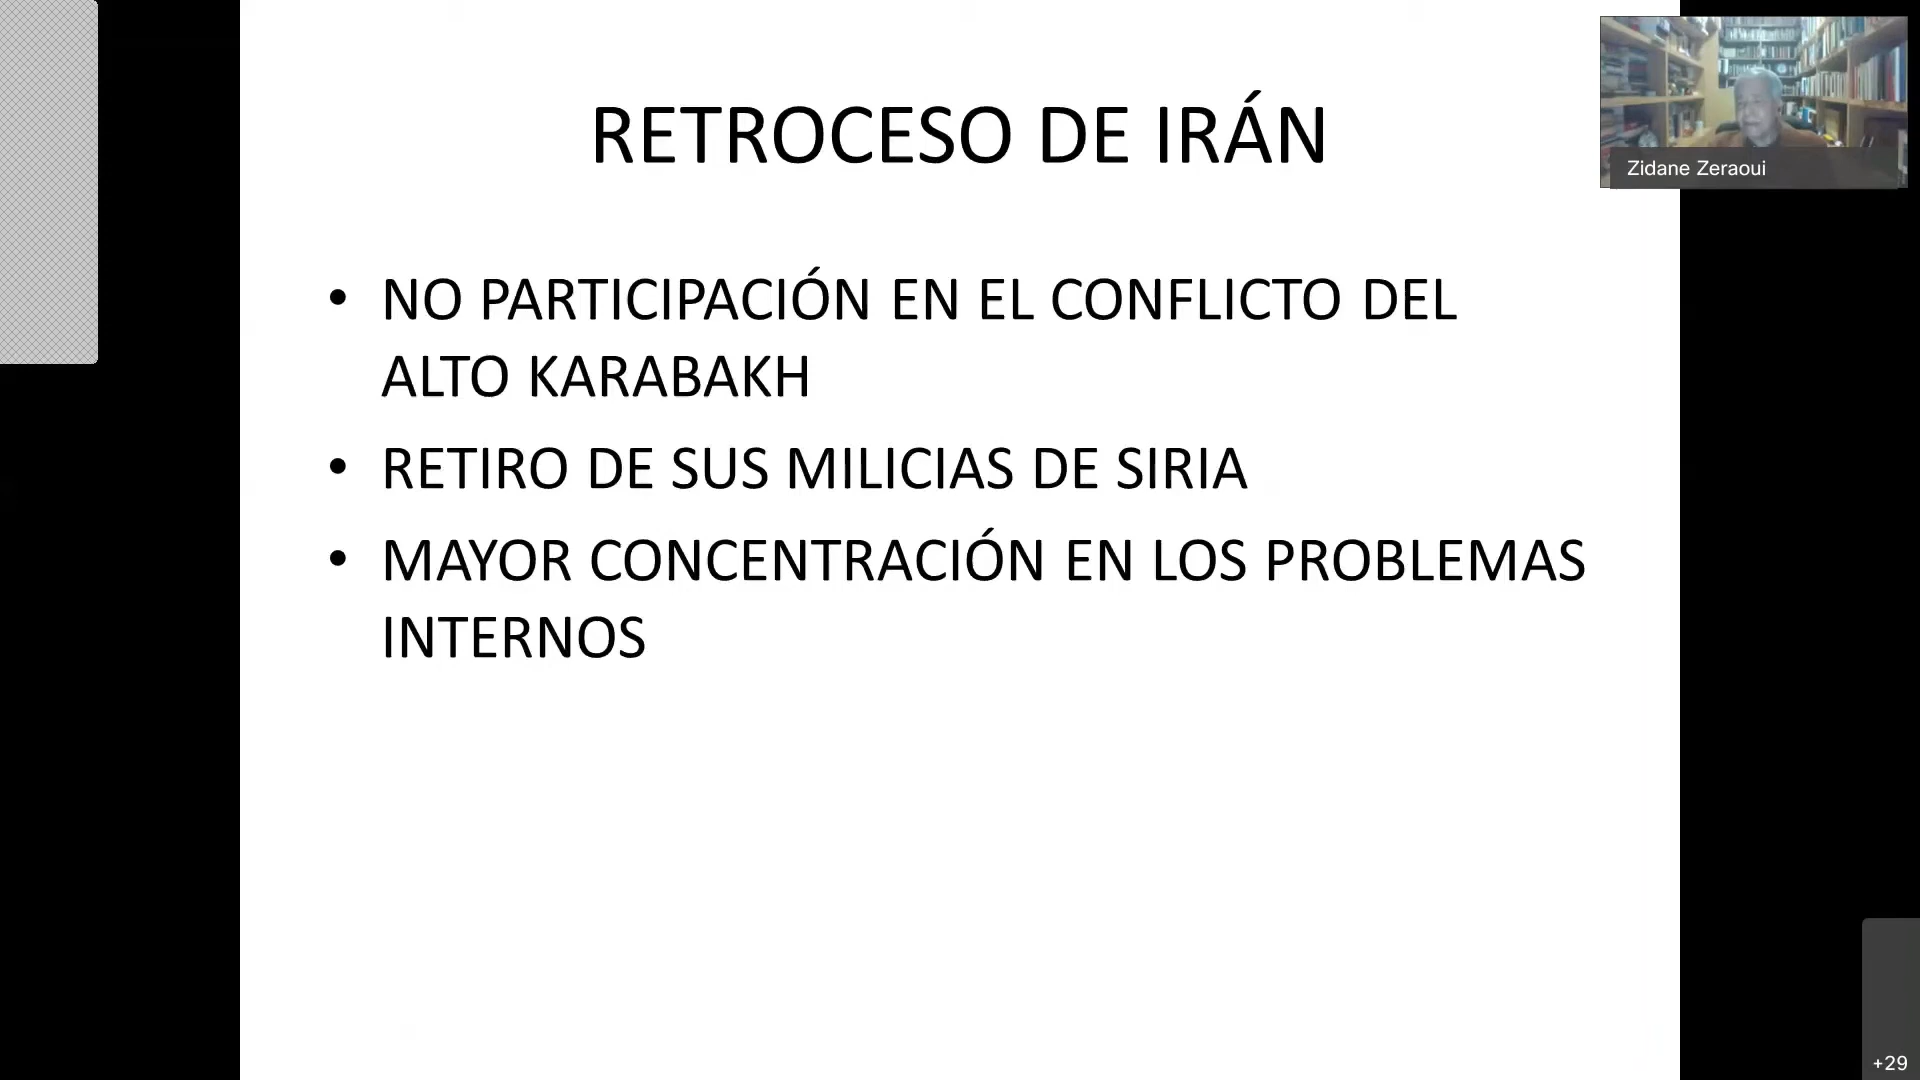 RETROCESO DE IRÁN
Zidane Zeraoui
• NO PARTICIPACIÓN EN EL CONFLICTO DEL
ALTO KARABAKH
• RETIRO DE SUS MILICIAS DE SIRIA
• MAYOR CONCENTRACIÓN EN LOS PROBLEMAS
INTERNOS
+29